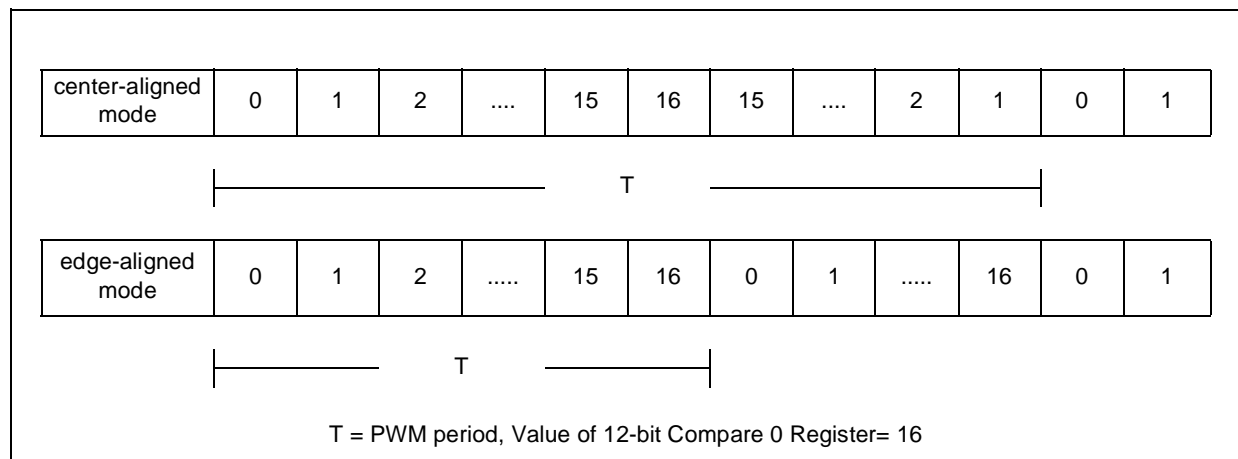 center-aligned mode 0 1 2 .... 15 16 15 .... 2 1 0 1
T
edge-aligned mode 0 1 2 ..... 15 16 0 1 ..... 16 0 1
T
T = PWM period, Value of 12-bit Compare 0 Register= 16